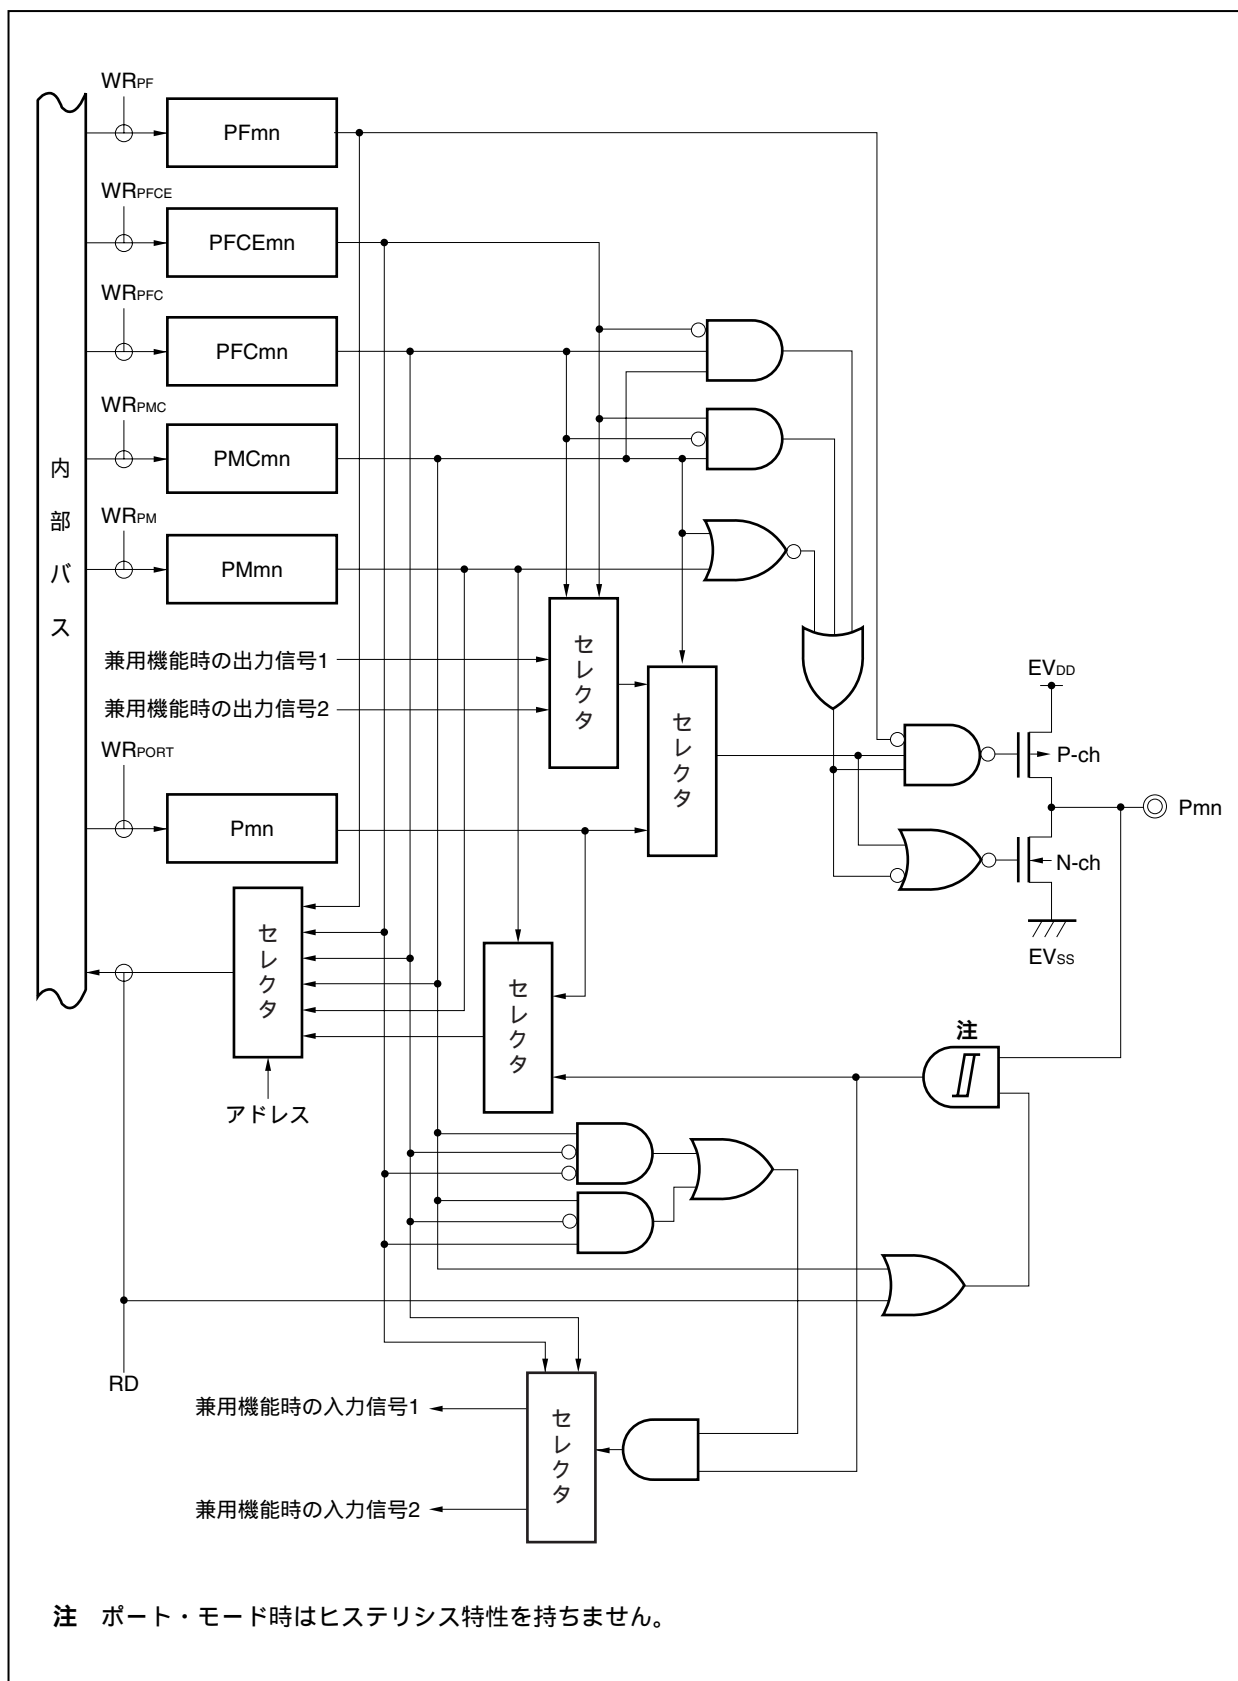 WRPF
PFmn
WRPFCE
PFCEmn
WRPFC
PFCmn
WRPMC
PMCmn
内部バス
WRPM
PMmn
兼用機能時の出力信号1
兼用機能時の出力信号2
セレクタ
セレクタ
EVDD
P-ch
WRPORT
Pmn
Pmn
N-ch
EVSS
セレクタ
セレクタ
注
アドレス
RD
兼用機能時の入力信号1
セレクタ
兼用機能時の入力信号2
注 ポート・モード時はヒステリシス特性を持ちません。